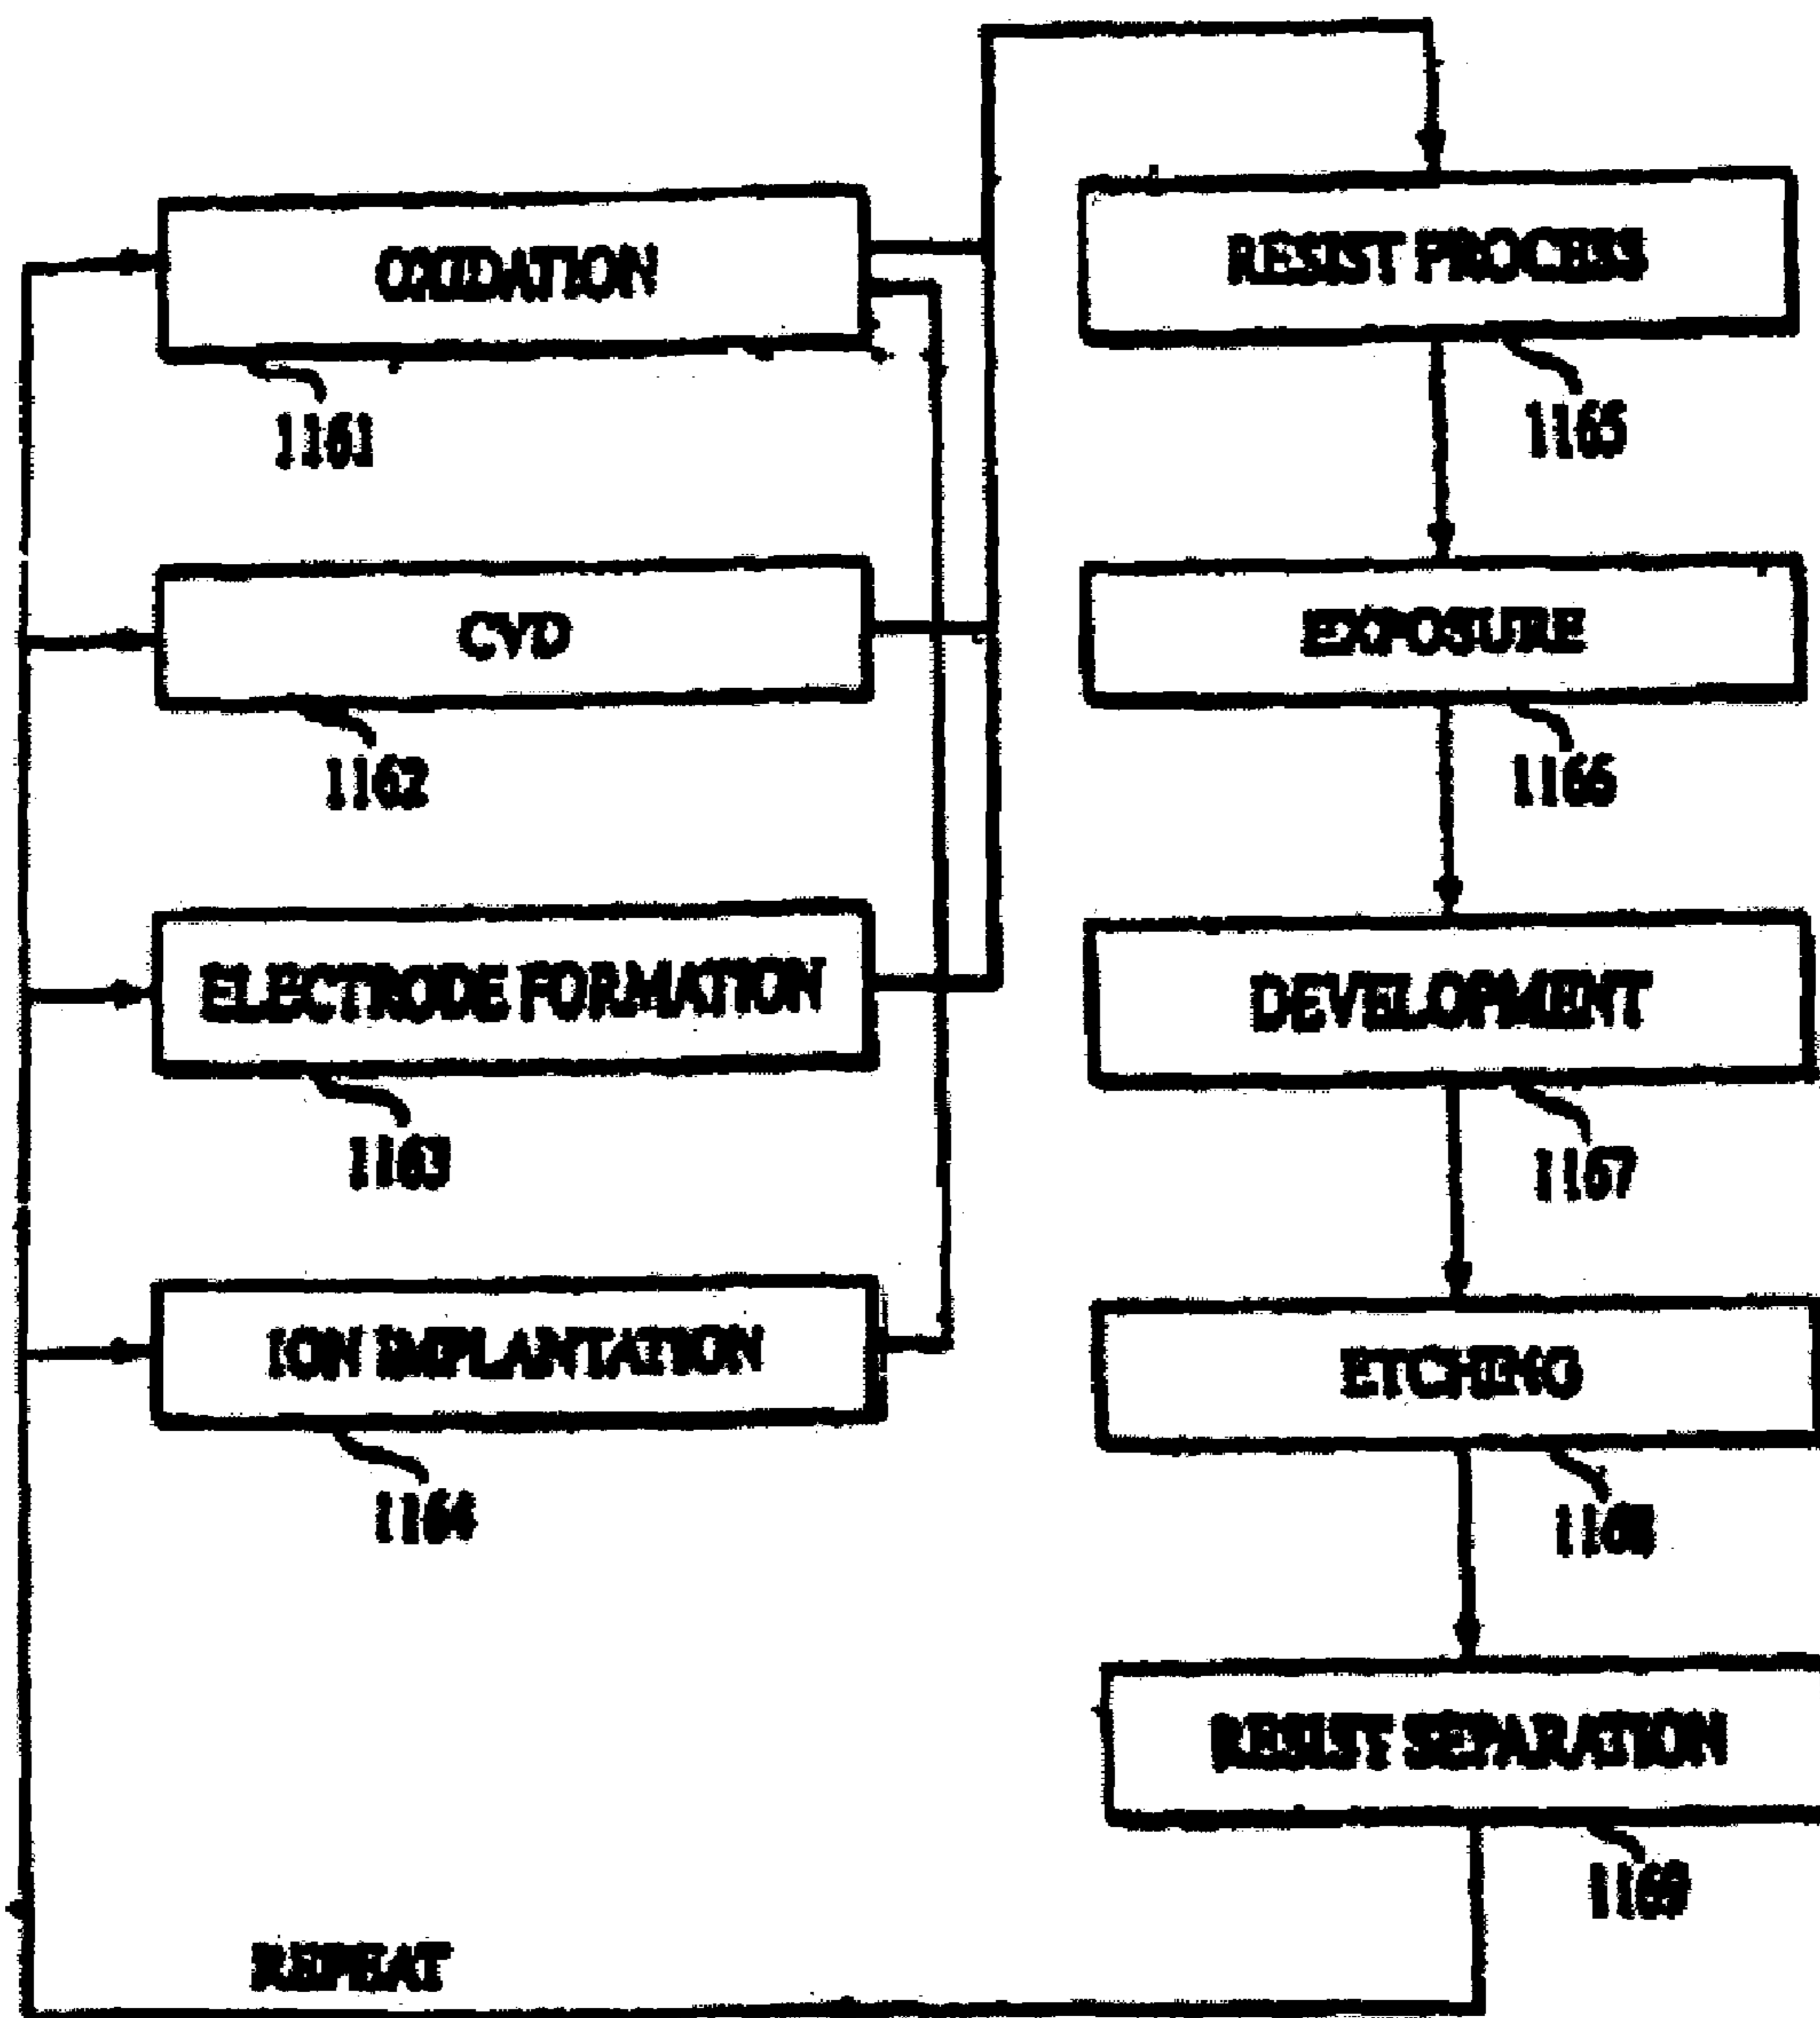 OXIDATION
1161
CVD
1162
ELECTRODE FORMATION
1163
ION IMPLANTATION
1164
RESIST PROCESS
1165
EXPOSURE
1166
DEVELOPMENT
1167
ETCHING
1168
RESIST SEPARATION
1169
REPEAT